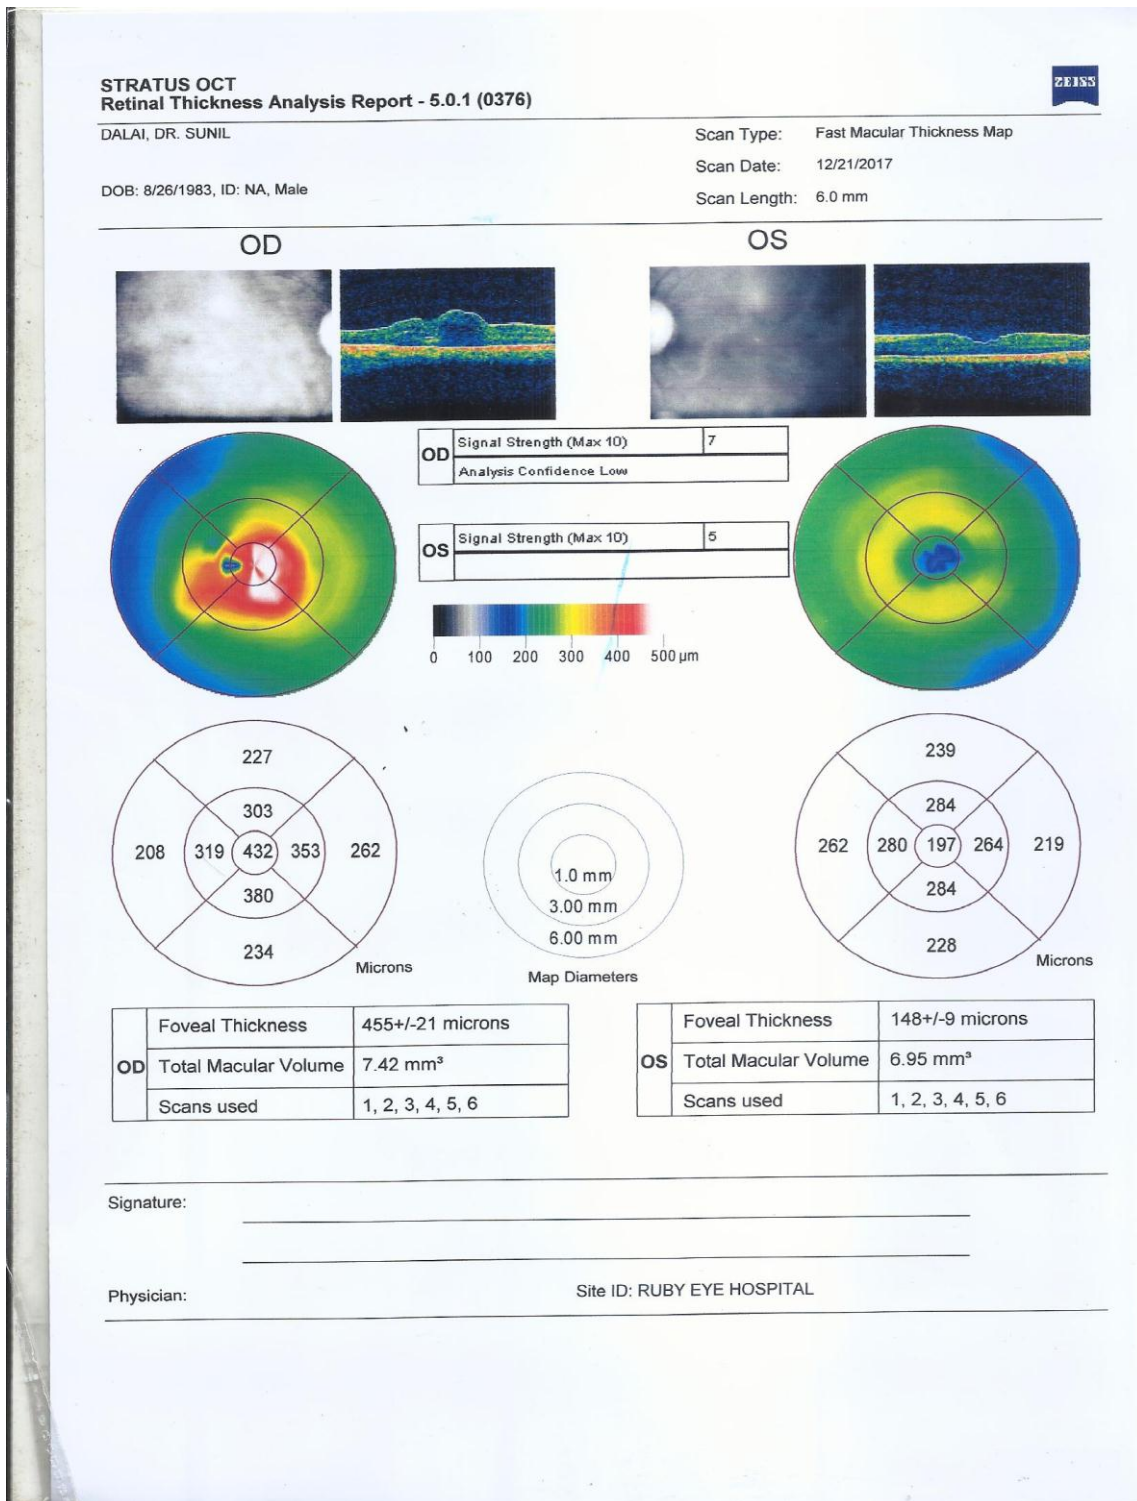 STRATUS OCT
Retinal Thickness Analysis Report - 5.0.1 (0376)
ZEISS
DALAI, DR. SUNIL
DOB: 8/26/1983, ID: NA, Male
Scan Type: Fast Macular Thickness Map
Scan Date: 12/21/2017
Scan Length: 6.0 mm
OD
OS
OD Signal Strength (Max 10) 7
Analysis Confidence Low
OS Signal Strength (Max 10) 5
0 100 200 300 400 500 µm
227
303
208 319 432 353 262
380
234
Microns
1.0 mm
3.00 mm
6.00 mm
Map Diameters
239
284
262 280 197 264 219
284
228
Microns
OD
Foveal Thickness 455+/-21 microns
Total Macular Volume 7.42 mm³
Scans used 1, 2, 3, 4, 5, 6
OS
Foveal Thickness 148+/-9 microns
Total Macular Volume 6.95 mm³
Scans used 1, 2, 3, 4, 5, 6
Signature:
Physician:
Site ID: RUBY EYE HOSPITAL